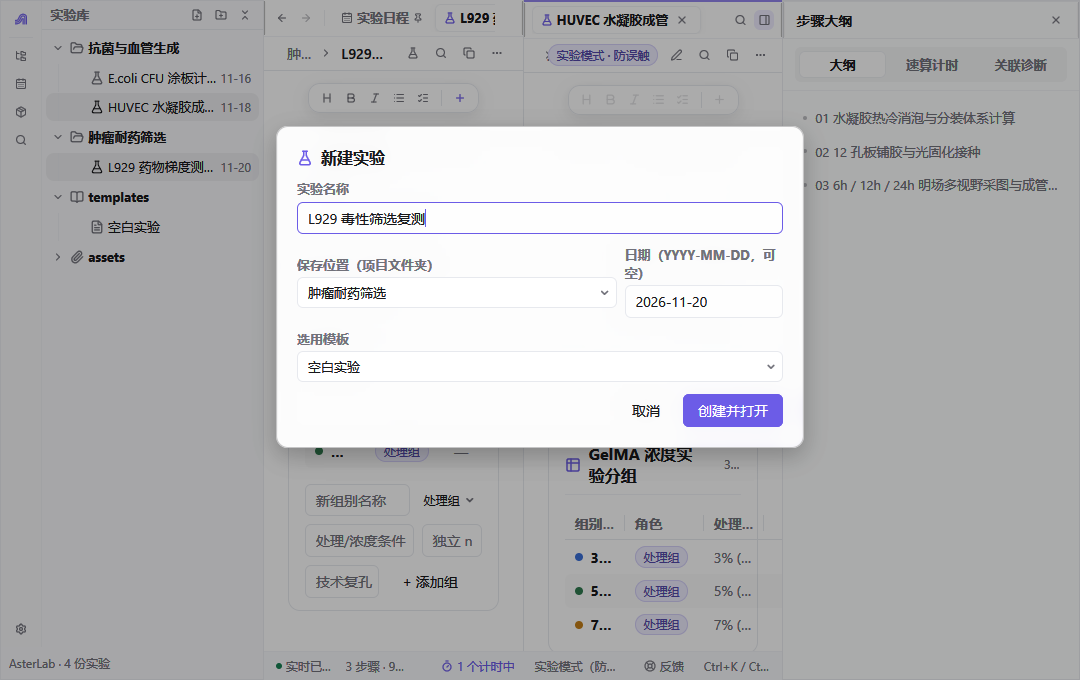 实验库
抗菌与血管生成
E.coli CFU 涂板计... 11-16
HUVEC 水凝胶成... 11-18
肿瘤耐药筛选
L929 药物梯度测... 11-20
templates
空白实验
assets
AsterLab · 4 份实验
实验日程
L929
肿... L929...
HUVEC 水凝胶成管
实验模式 · 防误触
步骤大纲
大纲 速算计时 关联诊断
01 水凝胶热冷消泡与分装体系计算
02 12 孔板铺胶与光固化接种
03 6h / 12h / 24h 明场多视野采图与成管...
新建实验
实验名称
L929 毒性筛选复测
保存位置（项目文件夹）
肿瘤耐药筛选
日期（YYYY-MM-DD，可
空）
2026-11-20
选用模板
空白实验
取消 创建并打开
... 处理组 —
新组别名称 处理组
处理/浓度条件 独立 n
技术复孔 + 添加组
GelMA 浓度实
验分组
3...
组别... 角色 处理...
3... 处理组 3% (...
5... 处理组 5% (...
7... 处理组 7% (...
实时已... 3 步骤 · 9... 1 个计时中 实验模式（防... 反馈 Ctrl+K / Ct...